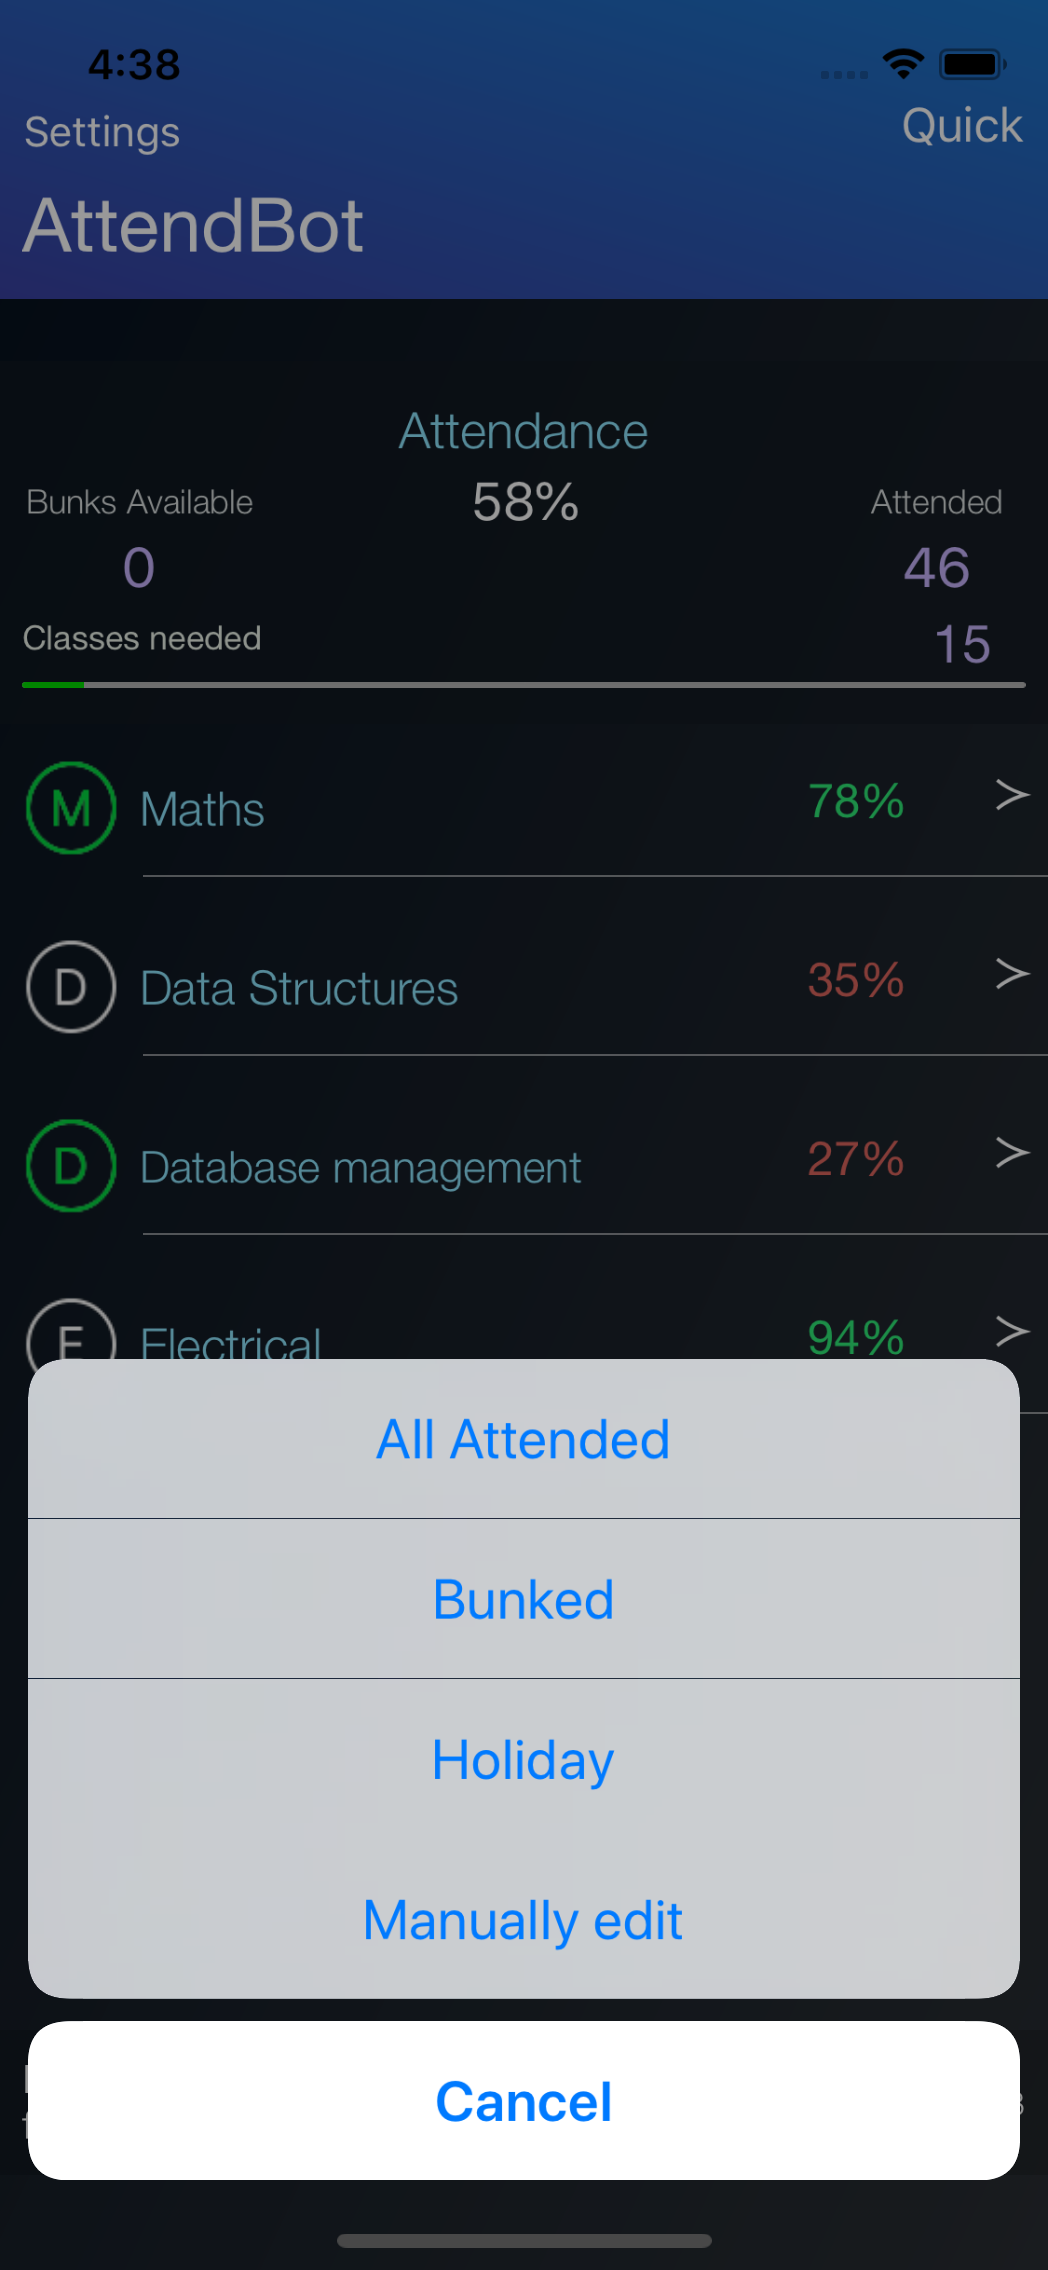 4:38
Settings
Quick
AttendBot
Attendance
Bunks Available
58%
Attended
0
46
Classes needed
15
M
Maths
78%
D
Data Structures
35%
D
Database management
27%
E
Electrical
94%
All Attended
Bunked
Holiday
Manually edit
Cancel